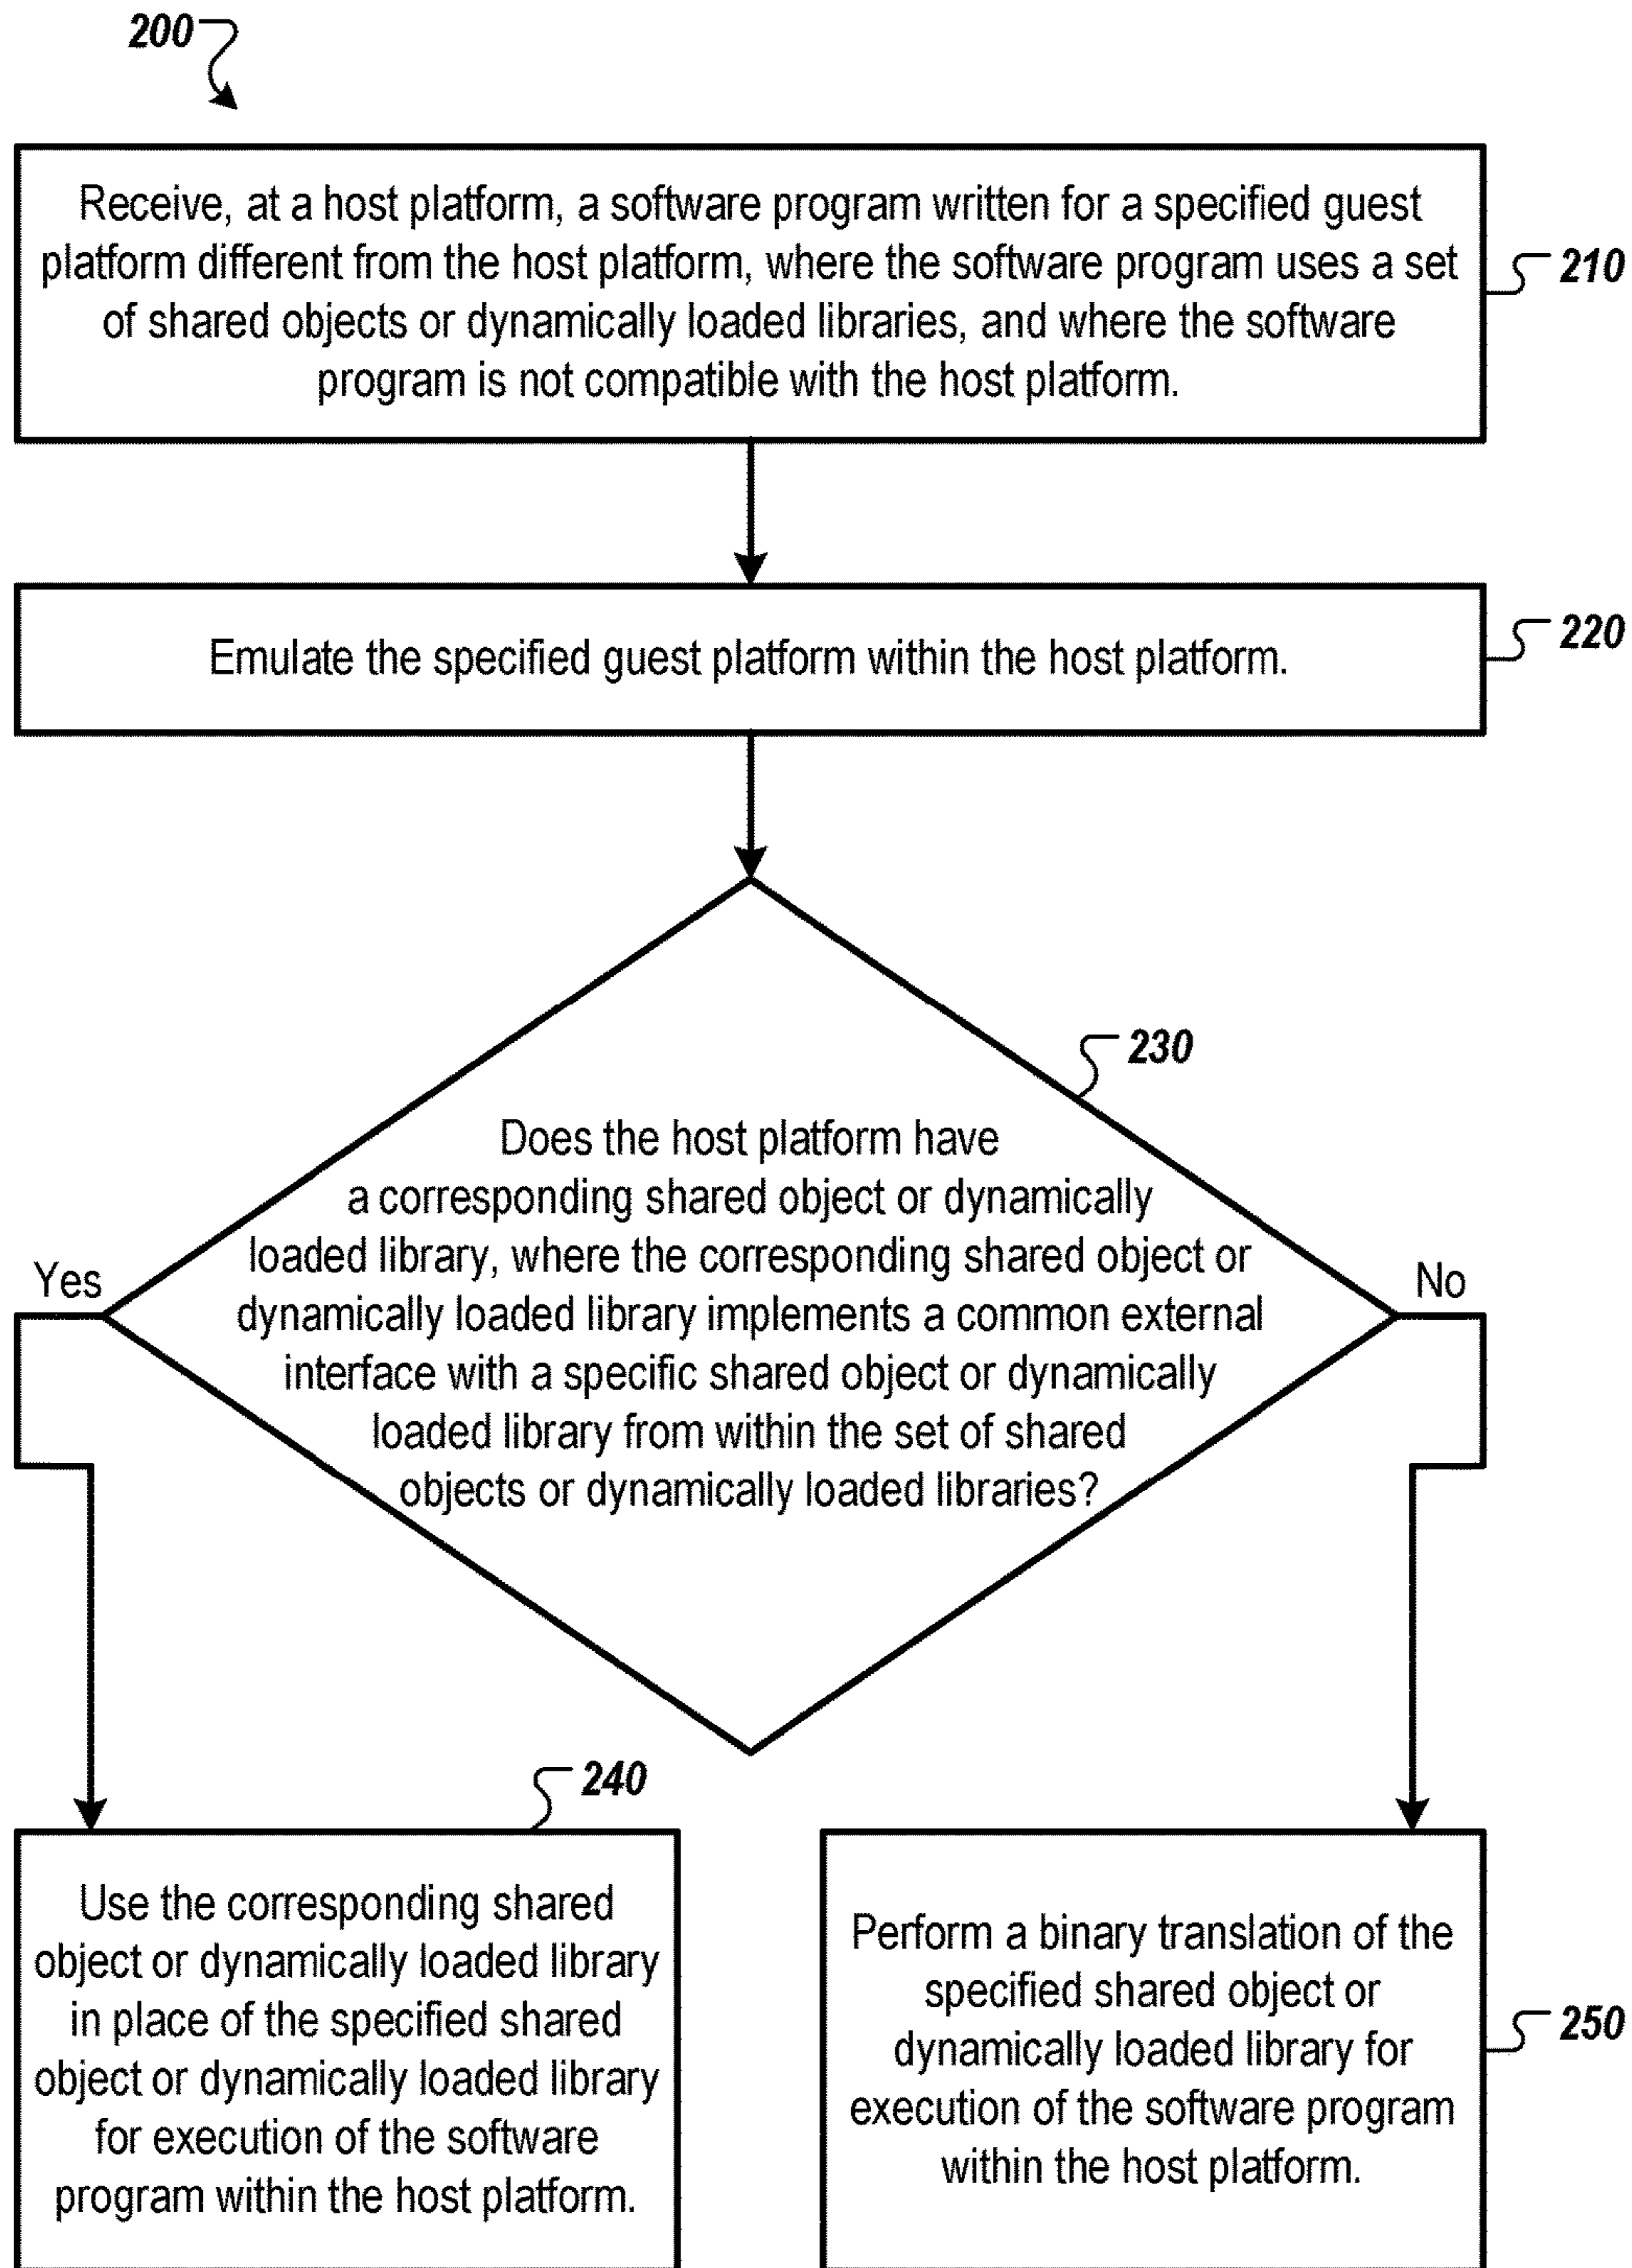 200
Receive, at a host platform, a software program written for a specified guest
platform different from the host platform, where the software program uses a set
of shared objects or dynamically loaded libraries, and where the software
program is not compatible with the host platform.
210
Emulate the specified guest platform within the host platform.
220
230
Does the host platform have
a corresponding shared object or dynamically
loaded library, where the corresponding shared object or
dynamically loaded library implements a common external
interface with a specific shared object or dynamically
loaded library from within the set of shared
objects or dynamically loaded libraries?
Yes
No
240
Use the corresponding shared
object or dynamically loaded library
in place of the specified shared
object or dynamically loaded library
for execution of the software
program within the host platform.
Perform a binary translation of the
specified shared object or
dynamically loaded library for
execution of the software program
within the host platform.
250